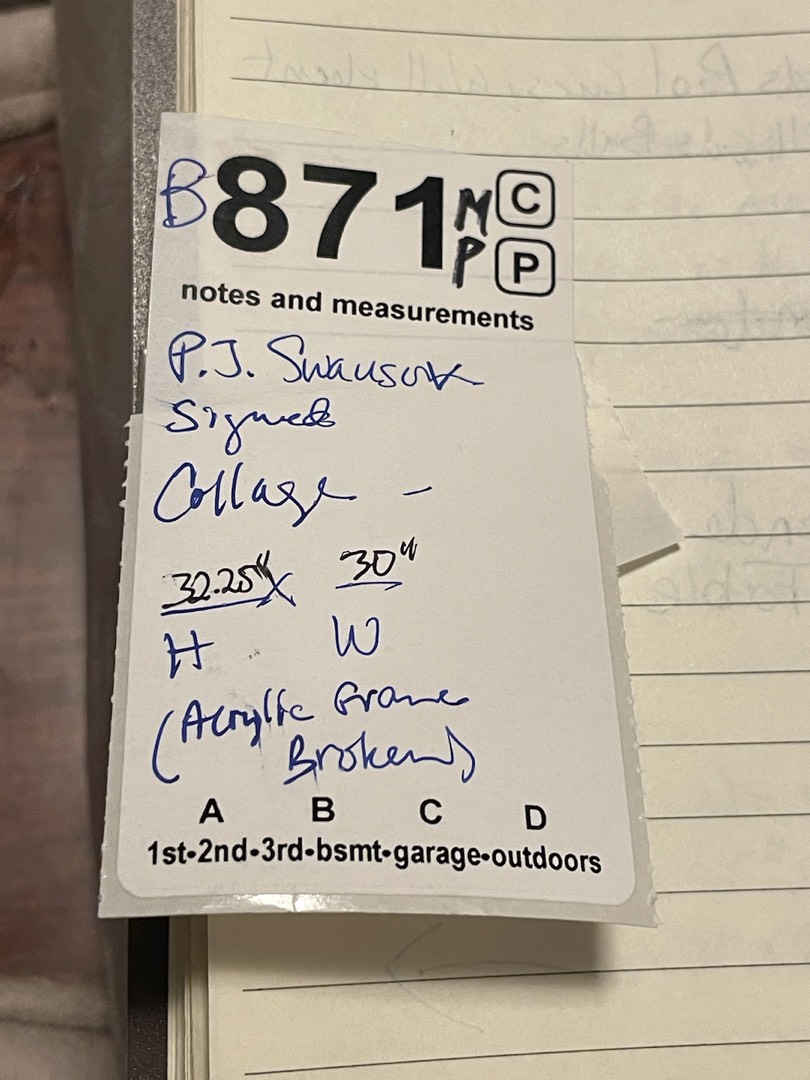 B871 M C
P P
notes and measurements
P.J. Swanson
Signed
Collage -
32.25" X 30"
H W
(Acrylic Frame
Broken)
A B C D
1st-2nd-3rd-bsmt-garage-outdoors